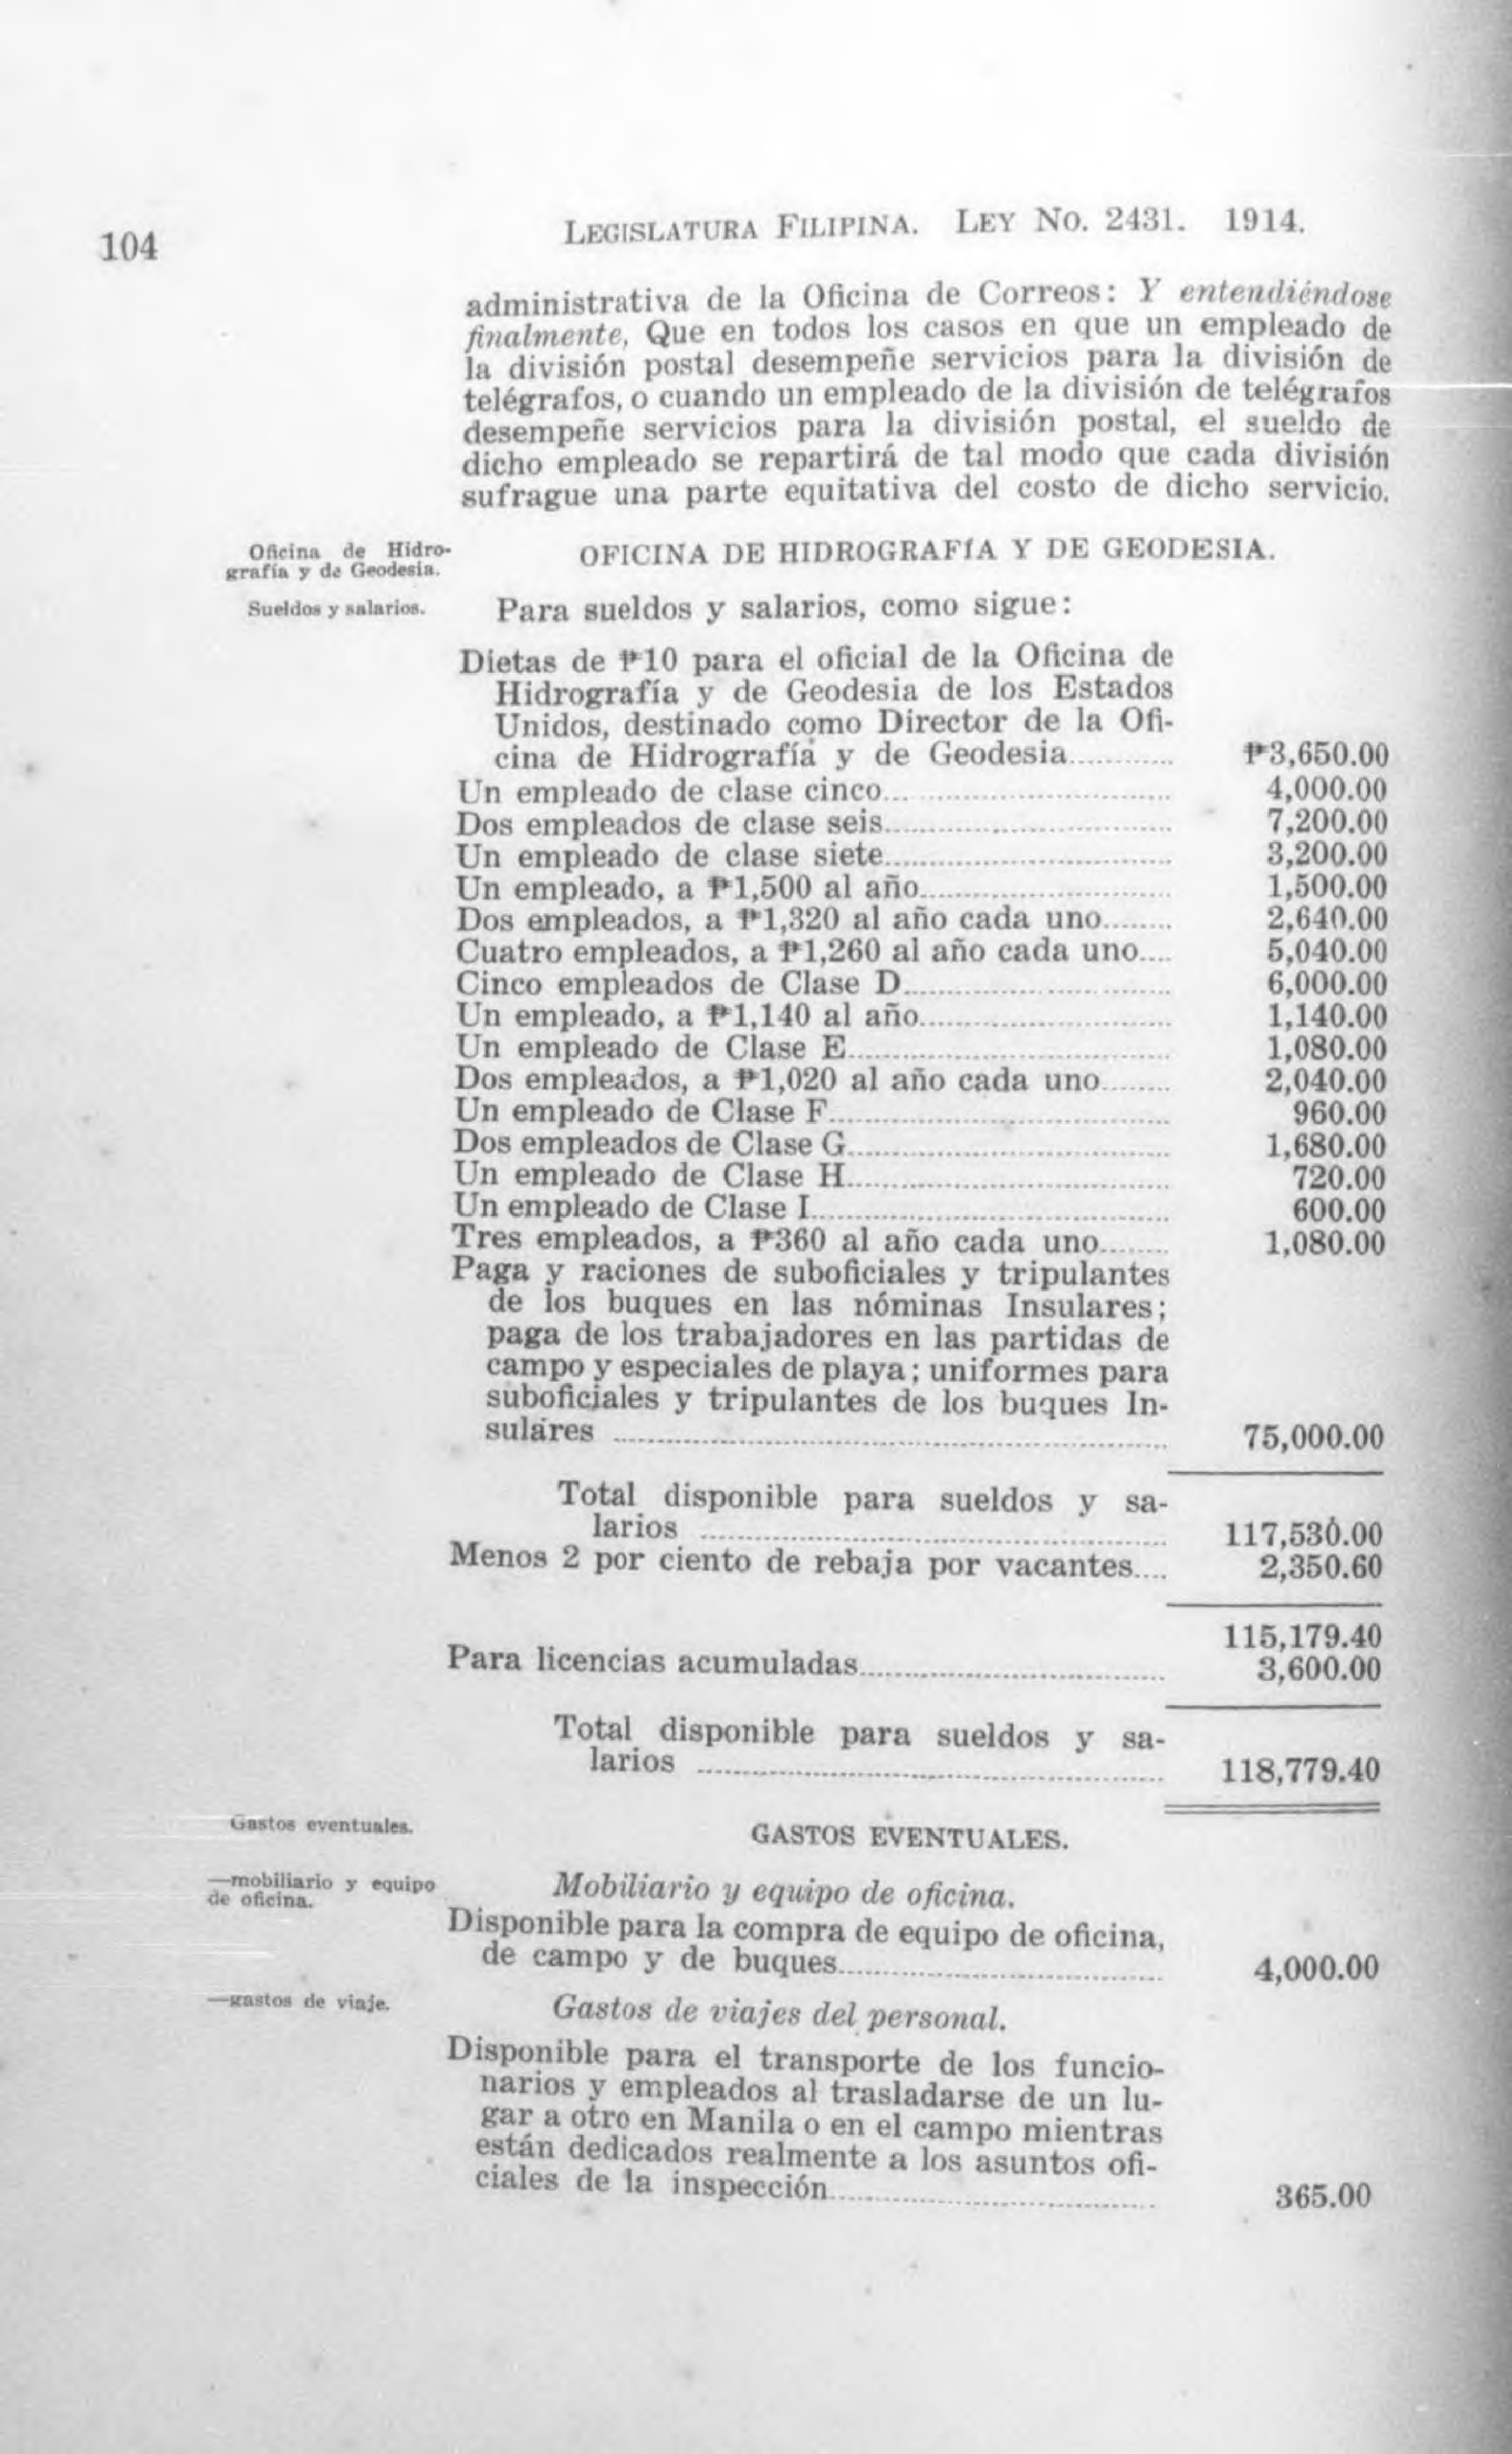 104
LEGISLATURA FILIPINA. LEY NO. 2431. 1914.
administrativa de la Oficina de Correos: Y entendiéndose
finalmente, Que en todos los casos en que un empleado de
la división postal desempeñe servicios para la división de
telégrafos, o cuando un empleado de la división de telégrafos
desempeñe servicios para la división postal, el sueldo de
dicho empleado se repartirá de tal modo que cada división
sufrague una parte equitativa del costo de dicho servicio.
Oficina de Hidro-
grafía y de Geodesia.
OFICINA DE HIDROGRAFÍA Y DE GEODESIA.
Sueldos y salarios.
Para sueldos y salarios, como sigue:
Dietas de ₱10 para el oficial de la Oficina de
Hidrografía y de Geodesia de los Estados
Unidos, destinado como Director de la Ofi-
cina de Hidrografía y de Geodesia............ ₱3,650.00
Un empleado de clase cinco.............................. 4,000.00
Dos empleados de clase seis.............................. 7,200.00
Un empleado de clase siete.............................. 3,200.00
Un empleado, a ₱1,500 al año.......................... 1,500.00
Dos empleados, a ₱1,320 al año cada uno........ 2,640.00
Cuatro empleados, a ₱1,260 al año cada uno.... 5,040.00
Cinco empleados de Clase D............................ 6,000.00
Un empleado, a ₱1,140 al año.......................... 1,140.00
Un empleado de Clase E.................................. 1,080.00
Dos empleados, a ₱1,020 al año cada uno........ 2,040.00
Un empleado de Clase F.................................... 960.00
Dos empleados de Clase G.................................. 1,680.00
Un empleado de Clase H.................................. 720.00
Un empleado de Clase I...................................... 600.00
Tres empleados, a ₱360 al año cada uno........ 1,080.00
Paga y raciones de suboficiales y tripulantes
de los buques en las nóminas Insulares;
paga de los trabajadores en las partidas de
campo y especiales de playa; uniformes para
suboficiales y tripulantes de los buques In-
sulares .......................................................... 75,000.00
Total disponible para sueldos y sa-
larios ................................................ 117,530.00
Menos 2 por ciento de rebaja por vacantes.... 2,350.60
115,179.40
Para licencias acumuladas................................ 3,600.00
Total disponible para sueldos y sa-
larios ................................................ 118,779.40
Gastos eventuales.
GASTOS EVENTUALES.
—mobiliario y equipo
de oficina.
Mobiliario y equipo de oficina.
Disponible para la compra de equipo de oficina,
de campo y de buques.................................. 4,000.00
—gastos de viaje.
Gastos de viajes del personal.
Disponible para el transporte de los funcio-
narios y empleados al trasladarse de un lu-
gar a otro en Manila o en el campo mientras
están dedicados realmente a los asuntos ofi-
ciales de la inspección.................................. 365.00